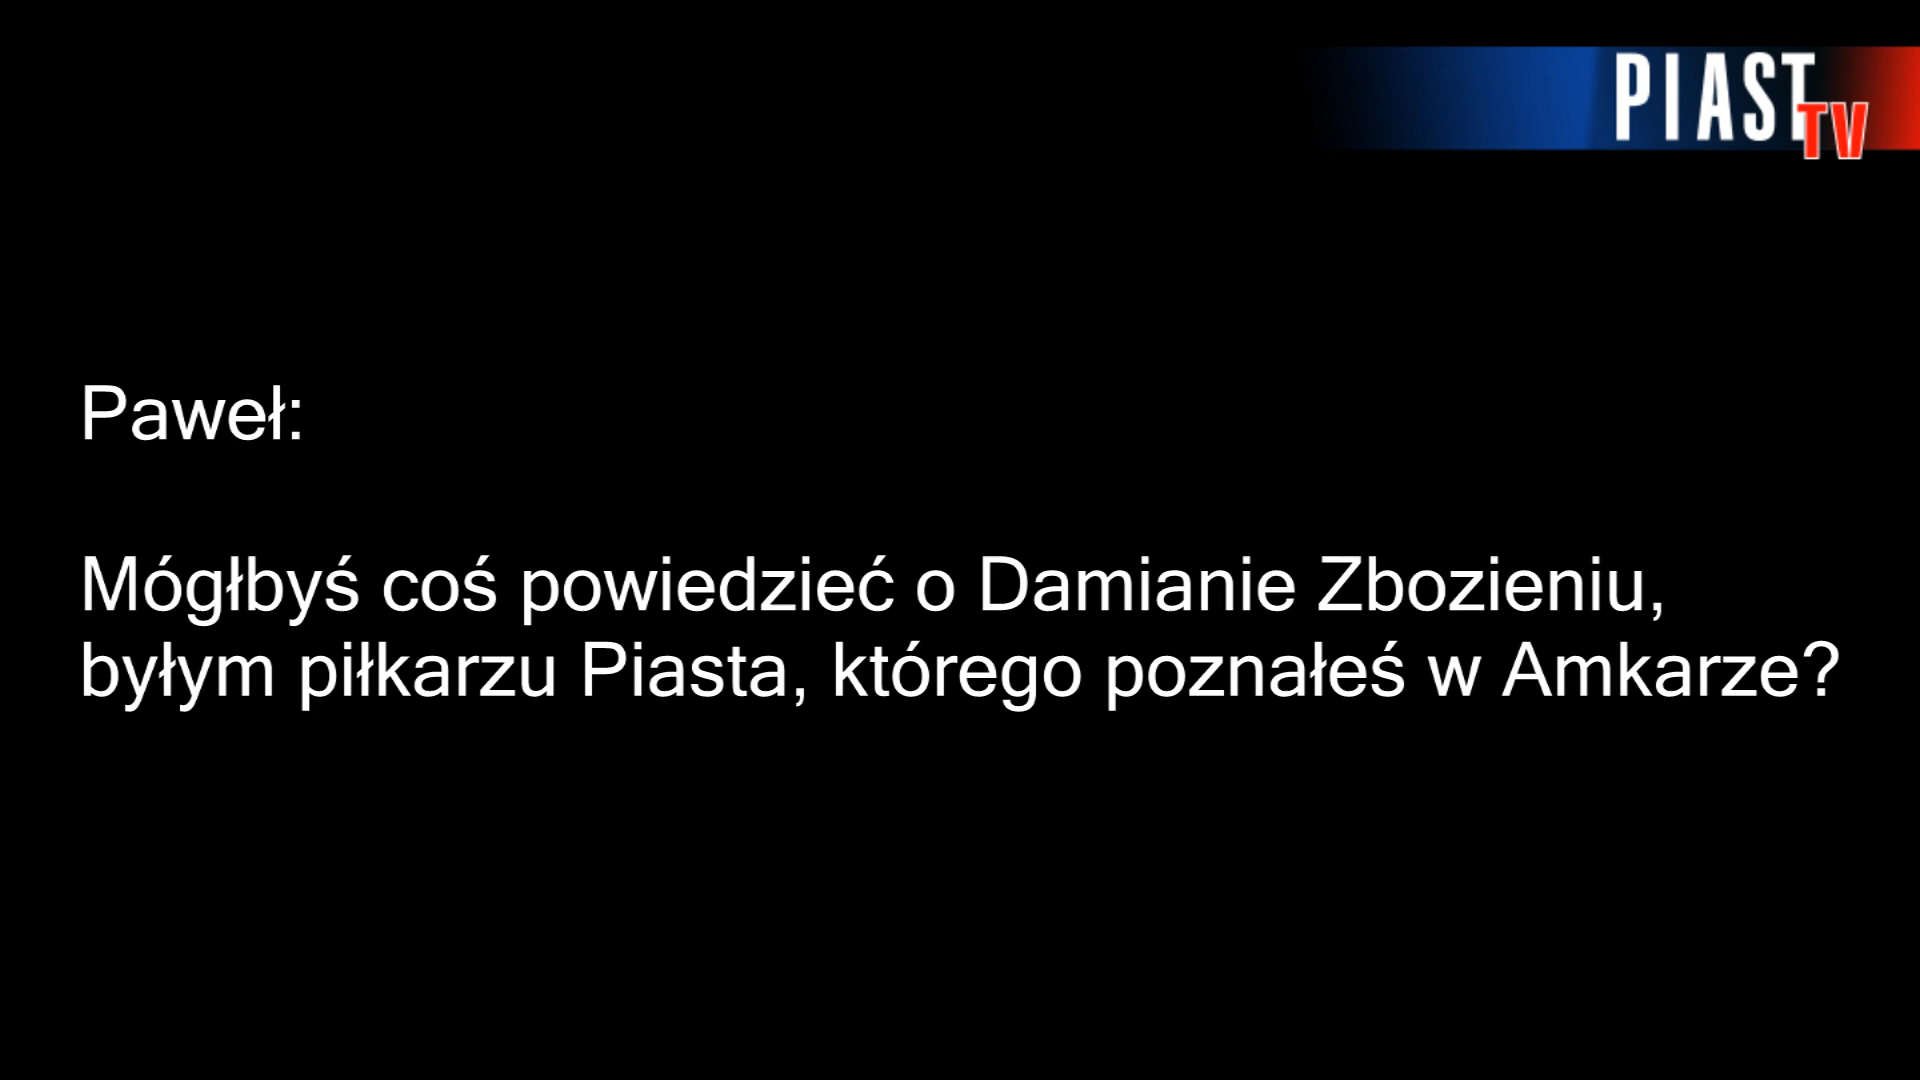 PIAST
TV
Paweł:
Mógłbyś coś powiedzieć o Damianie Zbozieniu,
byłym piłkarzu Piasta, którego poznałeś w Amkarze?